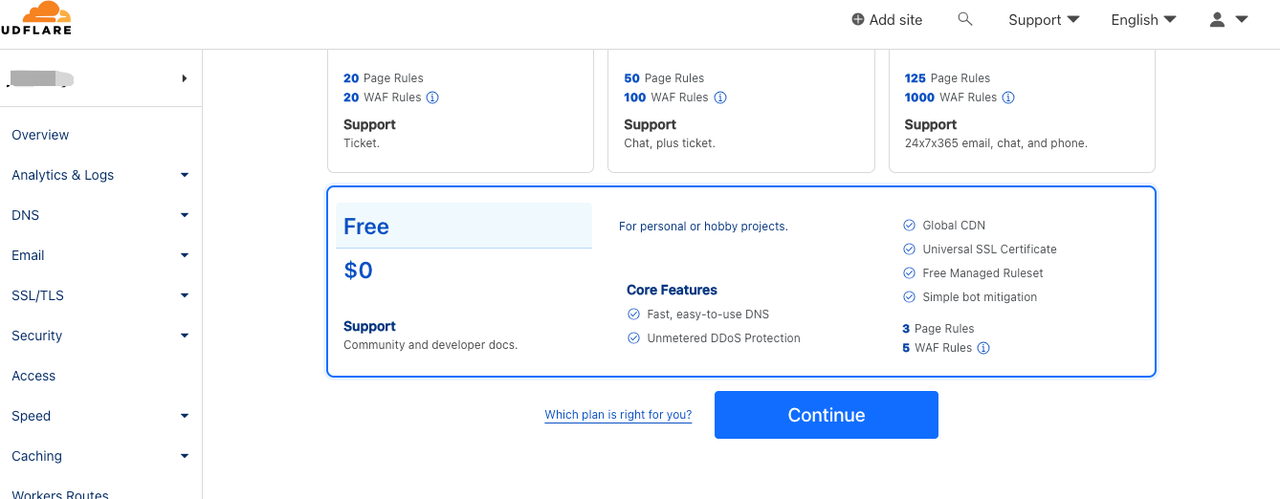 UDFLARE
Add site
Support
English
Overview
Analytics & Logs
DNS
Email
SSL/TLS
Security
Access
Speed
Caching
Workers Routes
20 Page Rules
20 WAF Rules
Support
Ticket.
50 Page Rules
100 WAF Rules
Support
Chat, plus ticket.
125 Page Rules
1000 WAF Rules
Support
24x7x365 email, chat, and phone.
Free
$0
Support
Community and developer docs.
For personal or hobby projects.
Core Features
Fast, easy-to-use DNS
Unmetered DDoS Protection
Global CDN
Universal SSL Certificate
Free Managed Ruleset
Simple bot mitigation
3 Page Rules
5 WAF Rules
Which plan is right for you?
Continue